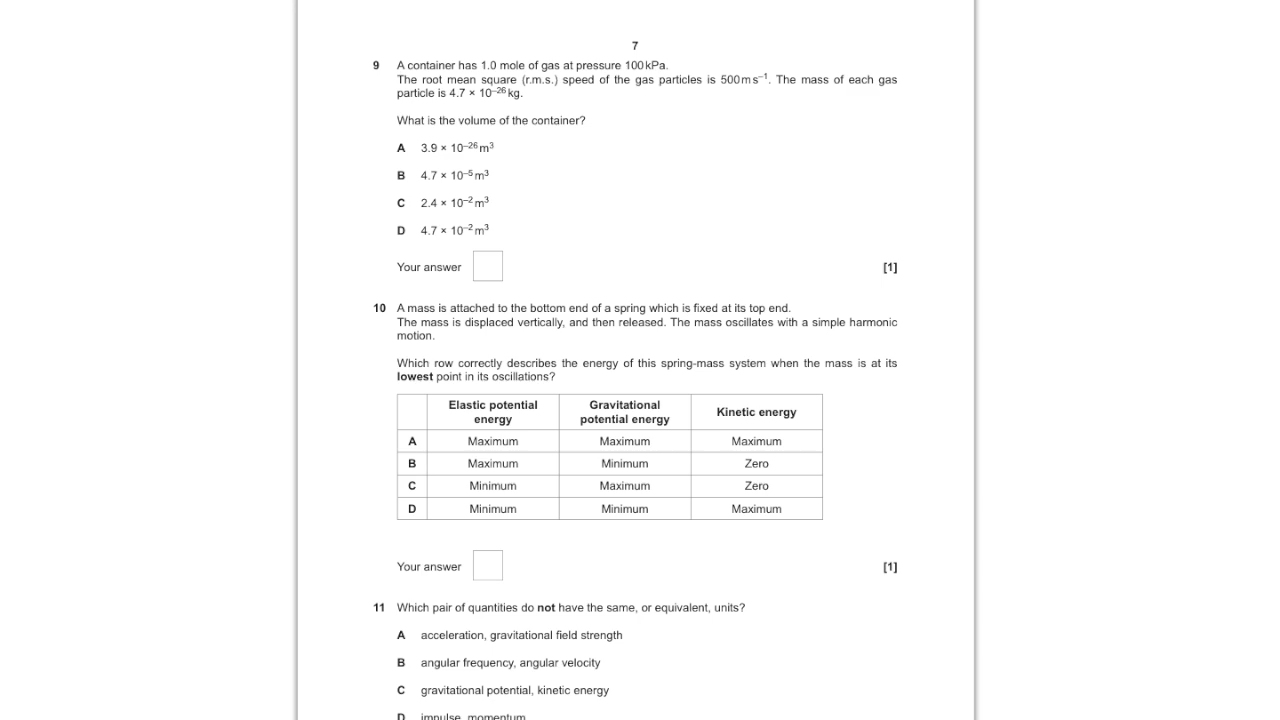 7
9 A container has 1.0 mole of gas at pressure 100 kPa.
The root mean square (r.m.s.) speed of the gas particles is 500 m s⁻¹. The mass of each gas
particle is 4.7 × 10⁻²⁶ kg.
What is the volume of the container?
A 3.9 × 10⁻²⁶ m³
B 4.7 × 10⁻⁵ m³
C 2.4 × 10⁻² m³
D 4.7 × 10⁻² m³
Your answer [1]
10 A mass is attached to the bottom end of a spring which is fixed at its top end.
The mass is displaced vertically, and then released. The mass oscillates with a simple harmonic
motion.
Which row correctly describes the energy of this spring-mass system when the mass is at its
lowest point in its oscillations?
Elastic potential energy Gravitational potential energy Kinetic energy
A Maximum Maximum Maximum
B Maximum Minimum Zero
C Minimum Maximum Zero
D Minimum Minimum Maximum
Your answer [1]
11 Which pair of quantities do not have the same, or equivalent, units?
A acceleration, gravitational field strength
B angular frequency, angular velocity
C gravitational potential, kinetic energy
D impulse, momentum